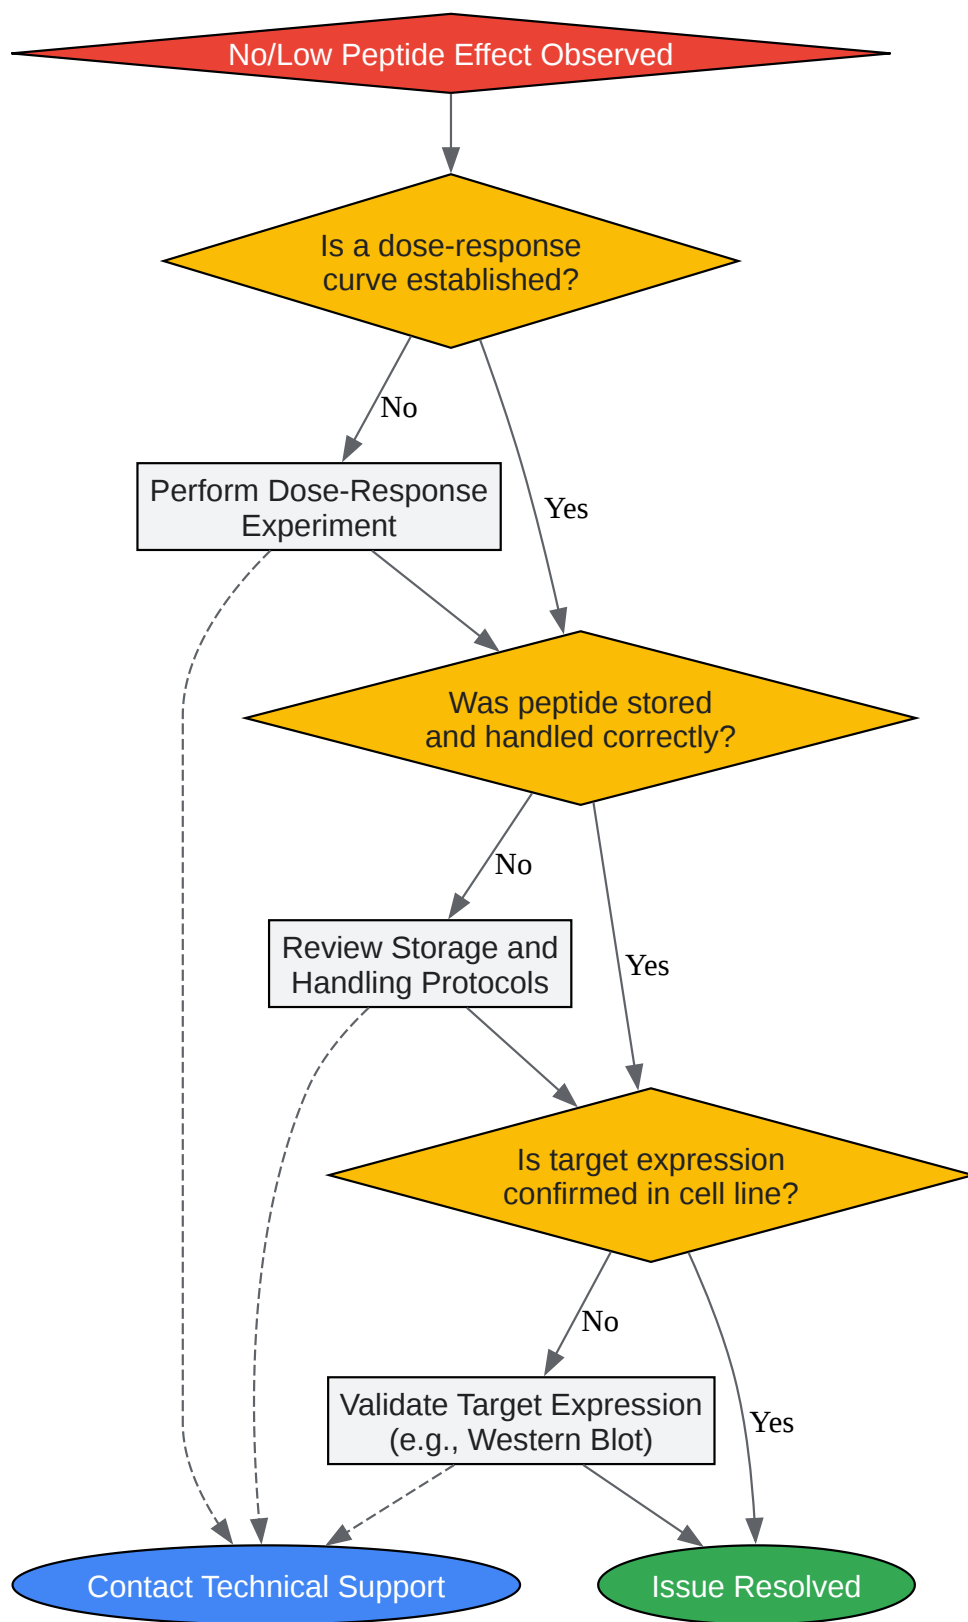 No/Low Peptide Effect Observed
Is a dose-response
curve established?
No
Perform Dose-Response
Experiment
Yes
Was peptide stored
and handled correctly?
No
Review Storage and
Handling Protocols
Yes
Is target expression
confirmed in cell line?
No
Validate Target Expression
(e.g., Western Blot)
Yes
Contact Technical Support
Issue Resolved